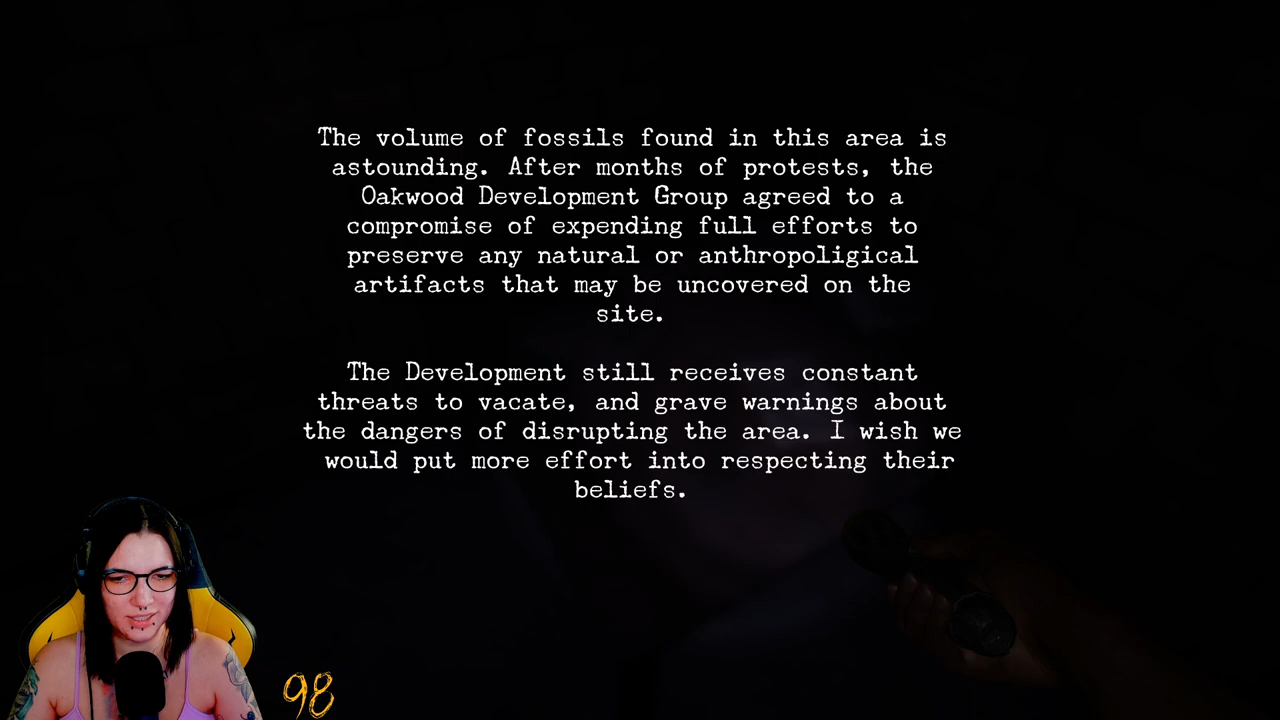 The volume of fossils found in this area is
astounding. After months of protests, the
Oakwood Development Group agreed to a
compromise of expending full efforts to
preserve any natural or anthropoligical
artifacts that may be uncovered on the
site.
The Development still receives constant
threats to vacate, and grave warnings about
the dangers of disrupting the area. I wish we
would put more effort into respecting their
beliefs.
98